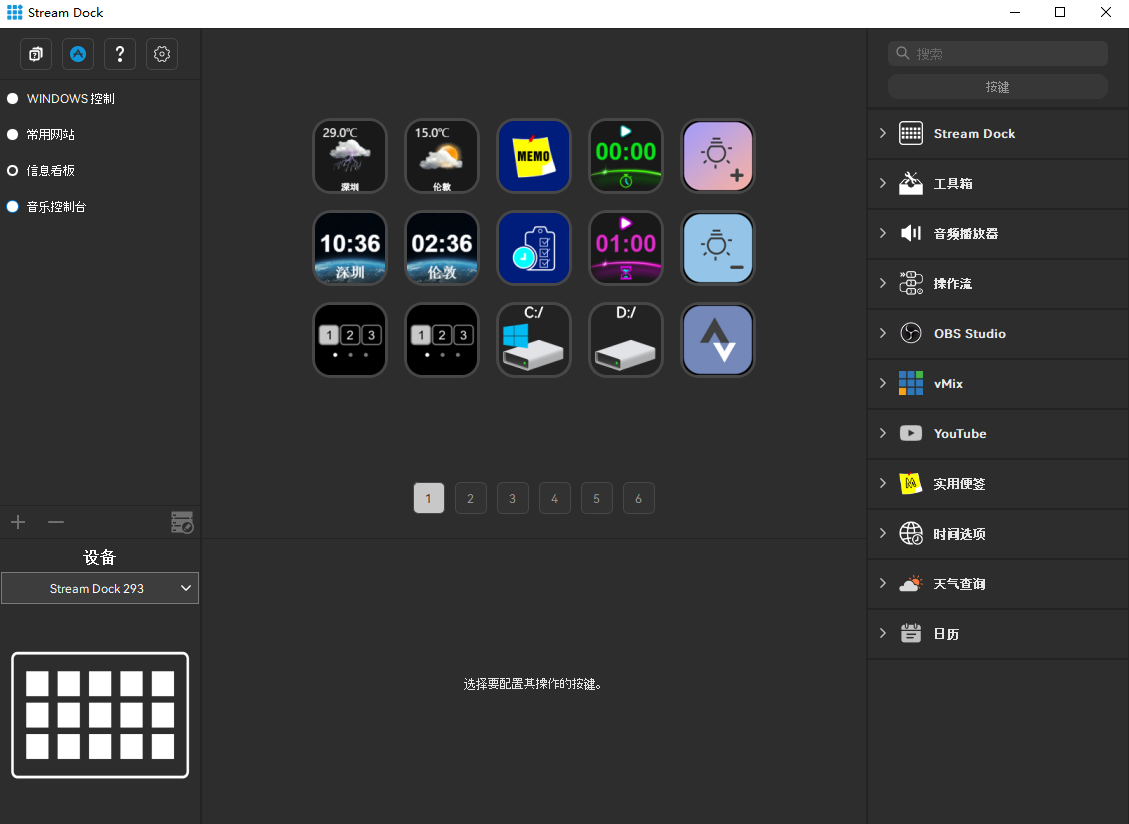 Stream Dock
WINDOWS 控制
常用网站
信息看板
音乐控制台
29.0℃
深圳
15.0℃
伦敦
MEMO
00:00
10:36
深圳
02:36
伦敦
01:00
1 2 3
1 2 3
C:/
D:/
1 2 3 4 5 6
设备
Stream Dock 293
选择要配置其操作的按键。
搜索
按键
Stream Dock
工具箱
音频播放器
操作流
OBS Studio
vMix
YouTube
实用便签
时间选项
天气查询
日历